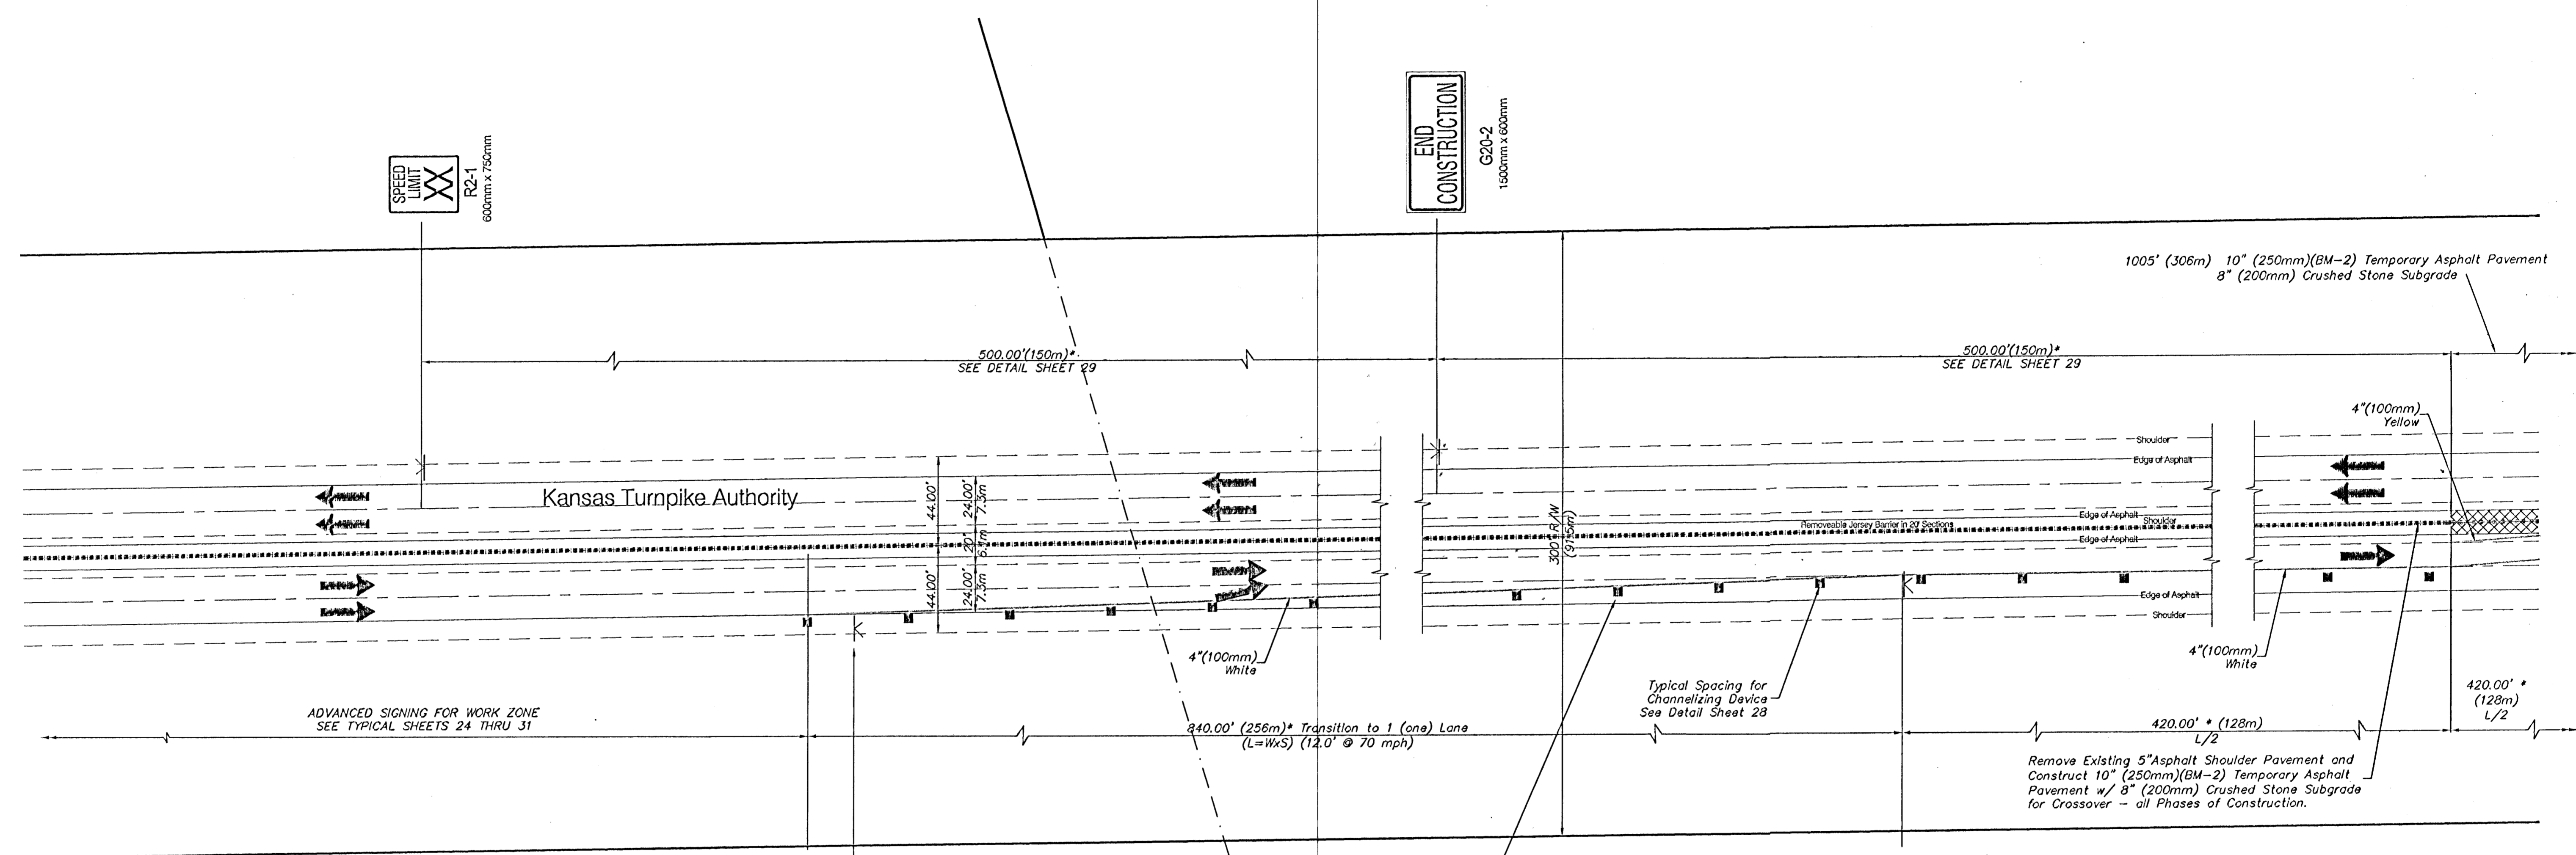 SPEED
LIMIT
XX
R2-1
600mm x 750mm
END
CONSTRUCTION
G20-2
1500mm x 600mm
1005' (306m) 10" (250mm)(BM-2) Temporary Asphalt Pavement
8" (200mm) Crushed Stone Subgrade
500.00'(150m)*
SEE DETAIL SHEET 29
500.00'(150m)*
SEE DETAIL SHEET 29
4"(100mm)
Yellow
Shoulder
Edge of Asphalt
Kansas Turnpike Authority
44.00'
24.00'
7.3m
20'
6.1m
44.00'
24.00'
7.3m
300' R/W
(915m)
Removeable Jersey Barrier in 20' Sections
Edge of Asphalt
Shoulder
Edge of Asphalt
Edge of Asphalt
Shoulder
4"(100mm)
White
4"(100mm)
White
Typical Spacing for
Channelizing Device
See Detail Sheet 28
ADVANCED SIGNING FOR WORK ZONE
SEE TYPICAL SHEETS 24 THRU 31
840.00' (256m)* Transition to 1 (one) Lane
(L=WxS) (12.0' @ 70 mph)
420.00' * (128m)
L/2
420.00' *
(128m)
L/2
Remove Existing 5"Asphalt Shoulder Pavement and
Construct 10" (250mm)(BM-2) Temporary Asphalt
Pavement w/ 8" (200mm) Crushed Stone Subgrade
for Crossover - all Phases of Construction.